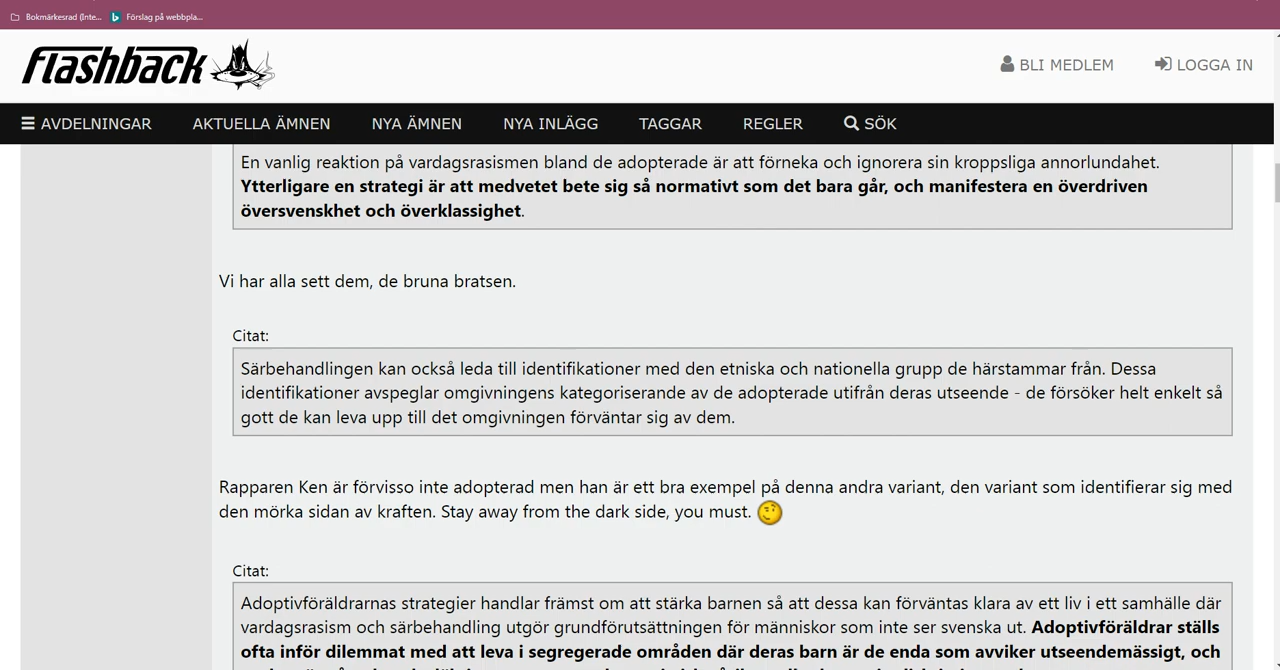 Bokmärkesrad (Inte...
Förslag på webbpla...
flashback
BLI MEDLEM
LOGGA IN
AVDELNINGAR
AKTUELLA ÄMNEN
NYA ÄMNEN
NYA INLÄGG
TAGGAR
REGLER
SÖK
En vanlig reaktion på vardagsrasismen bland de adopterade är att förneka och ignorera sin kroppsliga annorlundahet.
Ytterligare en strategi är att medvetet bete sig så normativt som det bara går, och manifestera en överdriven
översvenskhet och överklassighet.
Vi har alla sett dem, de bruna bratsen.
Citat:
Särbehandlingen kan också leda till identifikationer med den etniska och nationella grupp de härstammar från. Dessa
identifikationer avspeglar omgivningens kategoriserande av de adopterade utifrån deras utseende - de försöker helt enkelt så
gott de kan leva upp till det omgivningen förväntar sig av dem.
Rapparen Ken är förvisso inte adopterad men han är ett bra exempel på denna andra variant, den variant som identifierar sig med
den mörka sidan av kraften. Stay away from the dark side, you must.
Citat:
Adoptivföräldrarnas strategier handlar främst om att stärka barnen så att dessa kan förväntas klara av ett liv i ett samhälle där
vardagsrasism och särbehandling utgör grundförutsättningen för människor som inte ser svenska ut. Adoptivföräldrar ställs
ofta inför dilemmat med att leva i segregerade områden där deras barn är de enda som avviker utseendemässigt, och